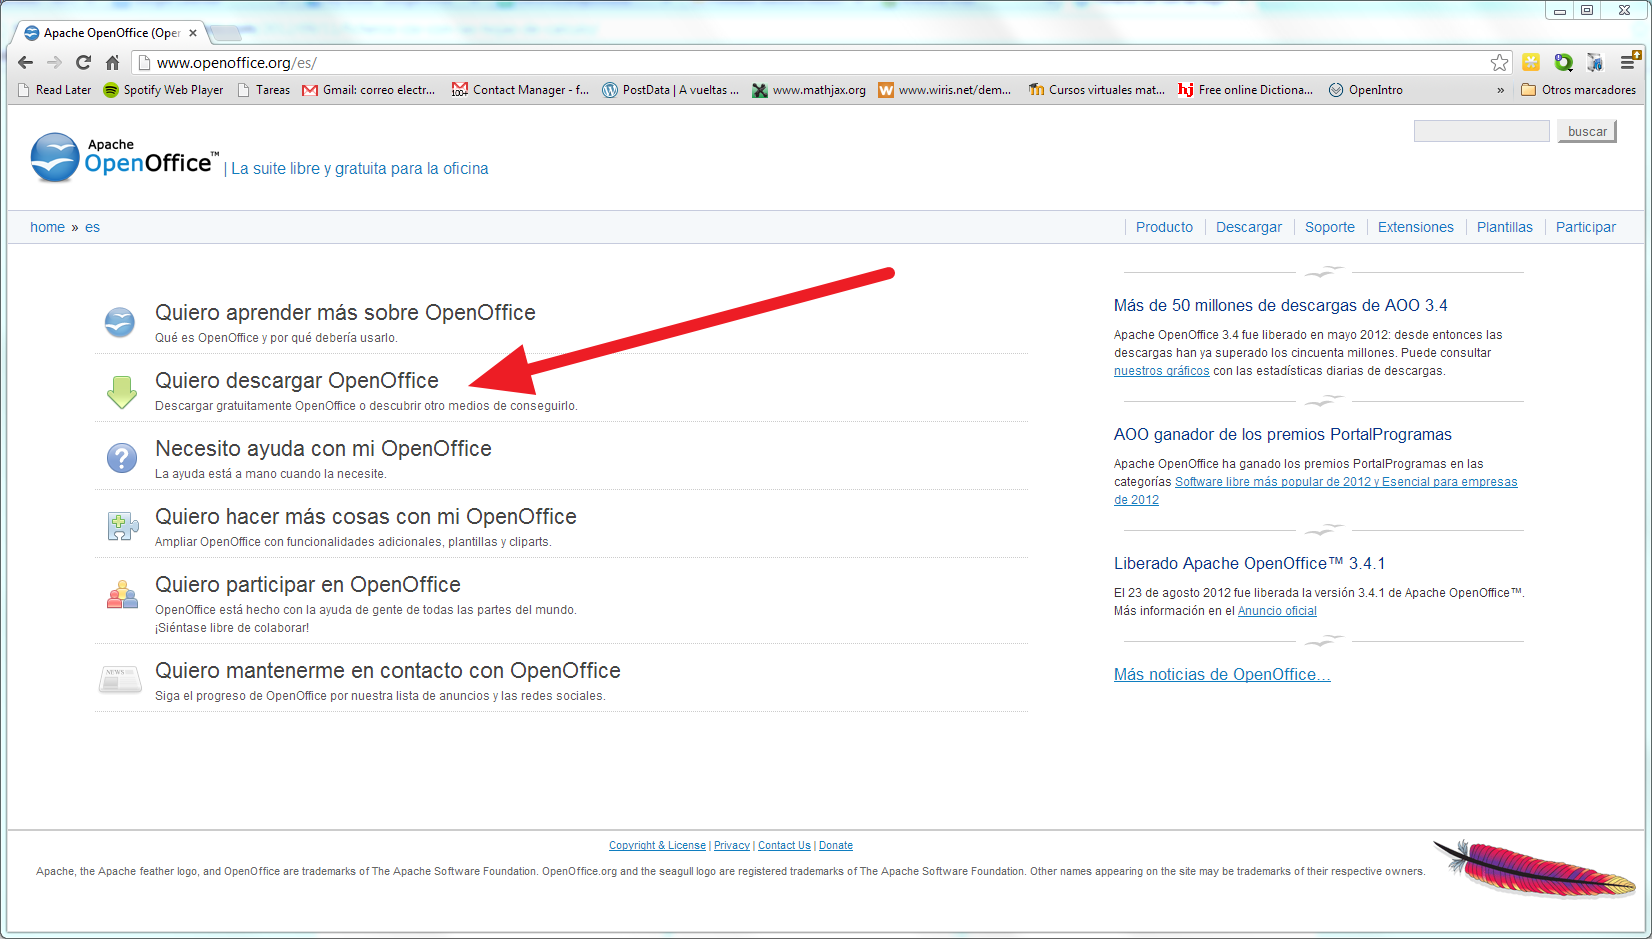 Apache OpenOffice (Oper
www.openoffice.org/es/
Read Later
Spotify Web Player
Tareas
Gmail: correo electr...
Contact Manager - f...
PostData | A vueltas ...
www.mathjax.org
www.wiris.net/dem...
Cursos virtuales mat...
Free online Dictiona...
OpenIntro
»
Otros marcadores
buscar
Apache
OpenOffice™ | La suite libre y gratuita para la oficina
home » es
Producto
Descargar
Soporte
Extensiones
Plantillas
Participar
Quiero aprender más sobre OpenOffice
Qué es OpenOffice y por qué debería usarlo.
Quiero descargar OpenOffice
Descargar gratuitamente OpenOffice o descubrir otro medios de conseguirlo.
Necesito ayuda con mi OpenOffice
La ayuda está a mano cuando la necesite.
Quiero hacer más cosas con mi OpenOffice
Ampliar OpenOffice con funcionalidades adicionales, plantillas y cliparts.
Quiero participar en OpenOffice
OpenOffice está hecho con la ayuda de gente de todas las partes del mundo.
¡Siéntase libre de colaborar!
NEWS
Quiero mantenerme en contacto con OpenOffice
Siga el progreso de OpenOffice por nuestra lista de anuncios y las redes sociales.
Más de 50 millones de descargas de AOO 3.4
Apache OpenOffice 3.4 fue liberado en mayo 2012: desde entonces las
descargas han ya superado los cincuenta millones. Puede consultar
nuestros gráficos con las estadísticas diarias de descargas.
AOO ganador de los premios PortalProgramas
Apache OpenOffice ha ganado los premios PortalProgramas en las
categorías Software libre más popular de 2012 y Esencial para empresas
de 2012
Liberado Apache OpenOffice™ 3.4.1
El 23 de agosto 2012 fue liberada la versión 3.4.1 de Apache OpenOffice™.
Más información en el Anuncio oficial
Más noticias de OpenOffice...
Copyright & License | Privacy | Contact Us | Donate
Apache, the Apache feather logo, and OpenOffice are trademarks of The Apache Software Foundation. OpenOffice.org and the seagull logo are registered trademarks of The Apache Software Foundation. Other names appearing on the site may be trademarks of their respective owners.